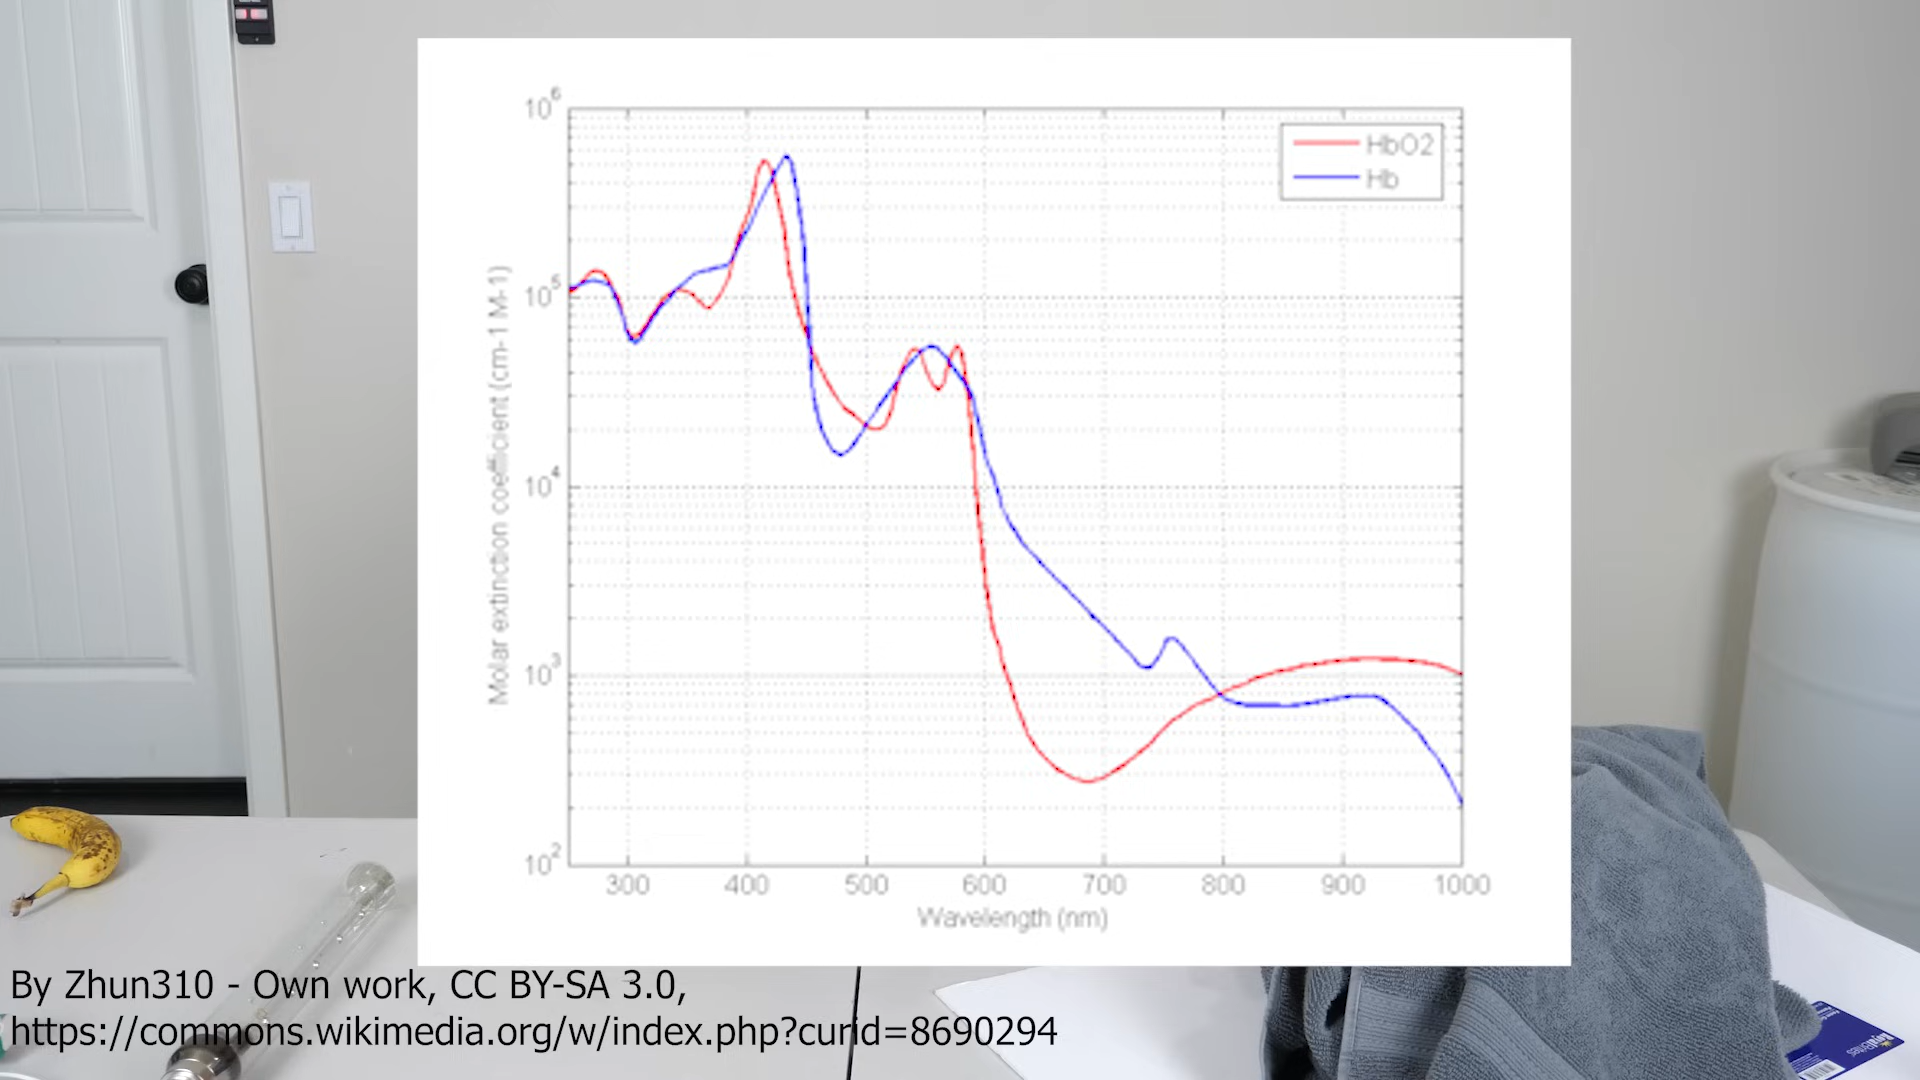 10^6
HbO2
Hb
10^5
Molar extinction coefficient (cm-1 M-1)
10^4
10^3
10^2
300 400 500 600 700 800 900 1000
Wavelength (nm)
By Zhun310 - Own work, CC BY-SA 3.0,
https://commons.wikimedia.org/w/index.php?curid=8690294